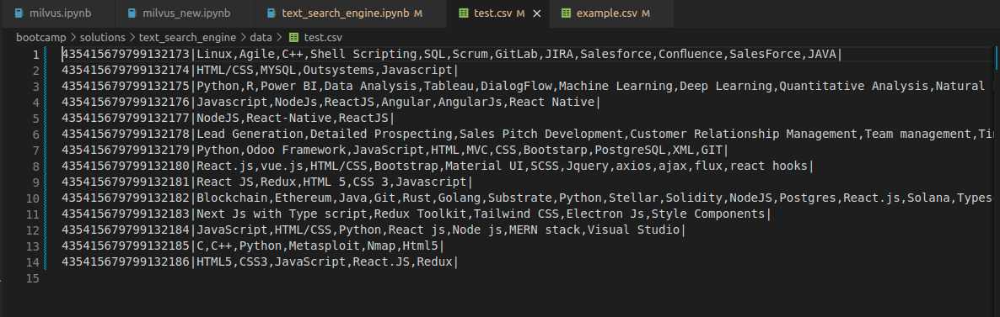 milvus.ipynb milvus_new.ipynb text_search_engine.ipynb M test.csv M × example.csv M
bootcamp > solutions > text_search_engine > data > test.csv
1 435415679799132173|Linux,Agile,C++,Shell Scripting,SQL,Scrum,GitLab,JIRA,Salesforce,Confluence,SalesForce,JAVA|
2 435415679799132174|HTML/CSS,MYSQL,Outsystems,Javascript|
3 435415679799132175|Python,R,Power BI,Data Analysis,Tableau,DialogFlow,Machine Learning,Deep Learning,Quantitative Analysis,Natural
4 435415679799132176|Javascript,NodeJs,ReactJS,Angular,AngularJs,React Native|
5 435415679799132177|NodeJS,React-Native,ReactJS|
6 435415679799132178|Lead Generation,Detailed Prospecting,Sales Pitch Development,Customer Relationship Management,Team management,
7 435415679799132179|Python,Odoo Framework,JavaScript,HTML,MVC,CSS,Bootstarp,PostgreSQL,XML,GIT|
8 435415679799132180|React.js,vue.js,HTML/CSS,Bootstrap,Material UI,SCSS,Jquery,axios,ajax,flux,react hooks|
9 435415679799132181|React JS,Redux,HTML 5,CSS 3,Javascript|
10 435415679799132182|Blockchain,Ethereum,Java,Git,Rust,Golang,Substrate,Python,Stellar,Solidity,NodeJS,Postgres,React.js,Solana,Types
11 435415679799132183|Next Js with Type script,Redux Toolkit,Tailwind CSS,Electron Js,Style Components|
12 435415679799132184|JavaScript,HTML/CSS,Python,React js,Node js,MERN stack,Visual Studio|
13 435415679799132185|C,C++,Python,Metasploit,Nmap,Html5|
14 435415679799132186|HTML5,CSS3,JavaScript,React.JS,Redux|
15